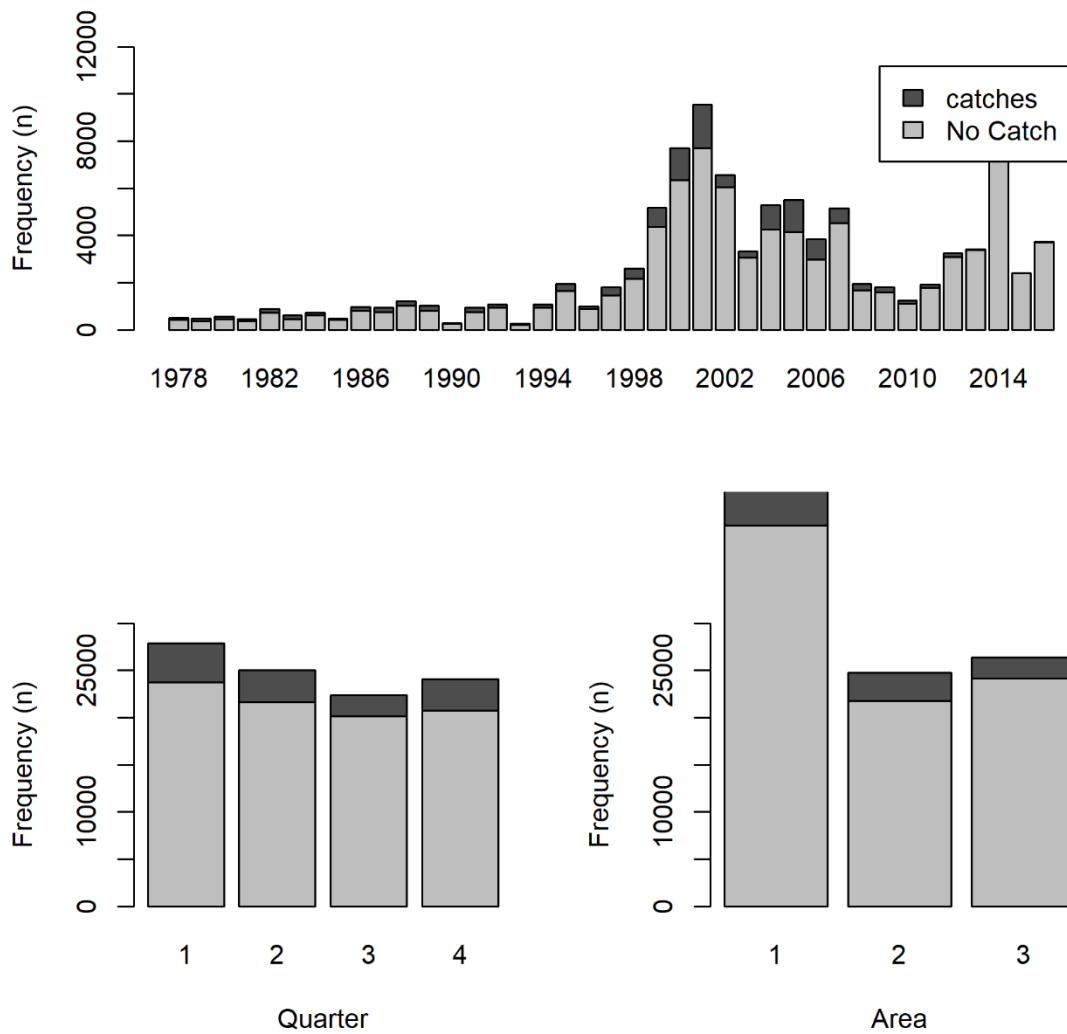 Frequency (n)
0
4000
8000
12000
catches
No Catch
1978 1982 1986 1990 1994 1998 2002 2006 2010 2014
Frequency (n)
0
10000
25000
1 2 3 4
Quarter
Frequency (n)
0
10000
25000
1 2 3
Area